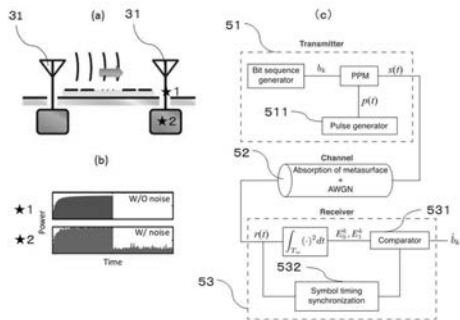 (a)
31
31
★1
★2
(b)
★1
W/O noise
★2
W/ noise
Power
Time
(c)
51
Transmitter
Bit sequence
generator
b_k
PPM
s(t)
p(t)
511
Pulse generator
52
Channel
Absorption of metasurface
+
AWGN
Receiver
531
r(t)
∫_{T_w} (·)² dt
E_0^k, E_1^k
Comparator
b̂_k
532
Symbol timing
synchronization
53